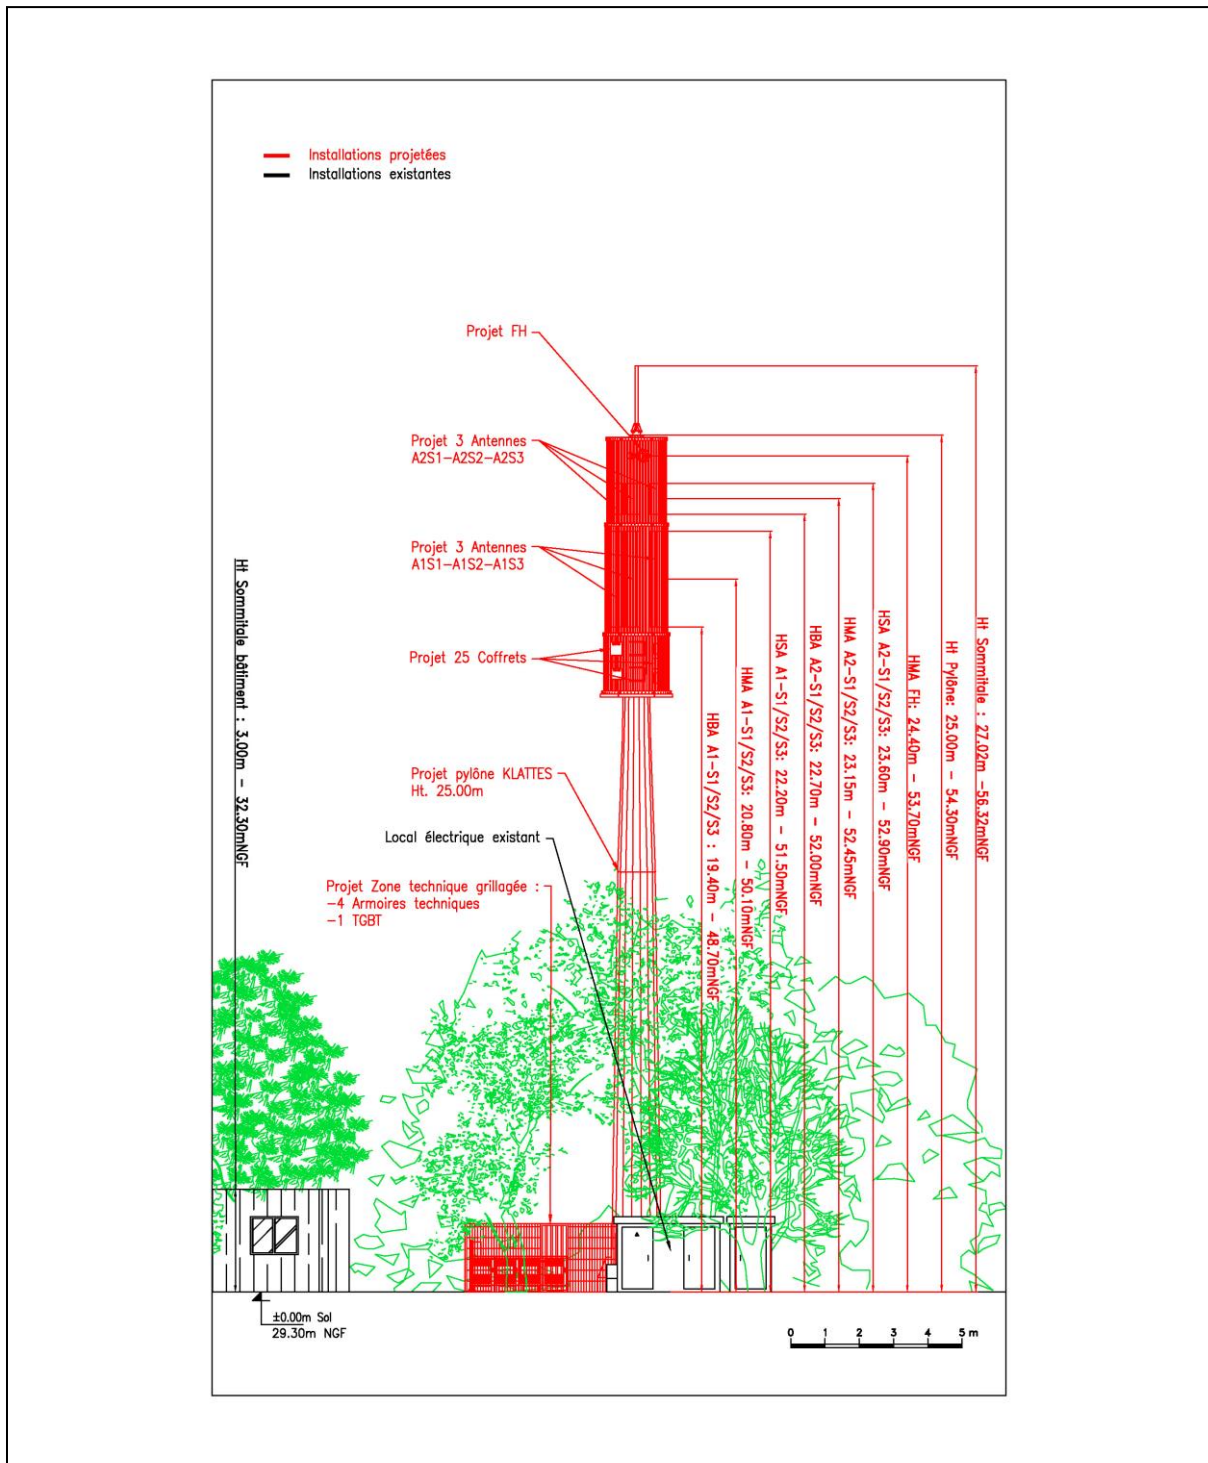 Installations projetées
Installations existantes
Projet FH
Projet 3 Antennes
A2S1-A2S2-A2S3
Projet 3 Antennes
A1S1-A1S2-A1S3
Projet 25 Coffrets
Projet pylône KLATTES
Ht. 25.00m
Local électrique existant
Projet Zone technique grillagée :
-4 Armoires techniques
-1 TGBT
Ht Sommitale bâtiment : 3.00m - 32.30mNGF
HBA A1-S1/S2/S3 : 19.40m - 48.70mNGF
HMA A1-S1/S2/S3: 20.80m - 50.10mNGF
HSA A1-S1/S2/S3: 22.20m - 51.50mNGF
HBA A2-S1/S2/S3: 22.70m - 52.00mNGF
HMA A2-S1/S2/S3: 23.15m - 52.45mNGF
HSA A2-S1/S2/S3: 23.60m - 52.90mNGF
HMA FH: 24.40m - 53.70mNGF
Ht Pylône: 25.00m - 54.30mNGF
Ht Sommitale : 27.02m -56.32mNGF
±0.00m Sol
29.30m NGF
0 1 2 3 4 5 m